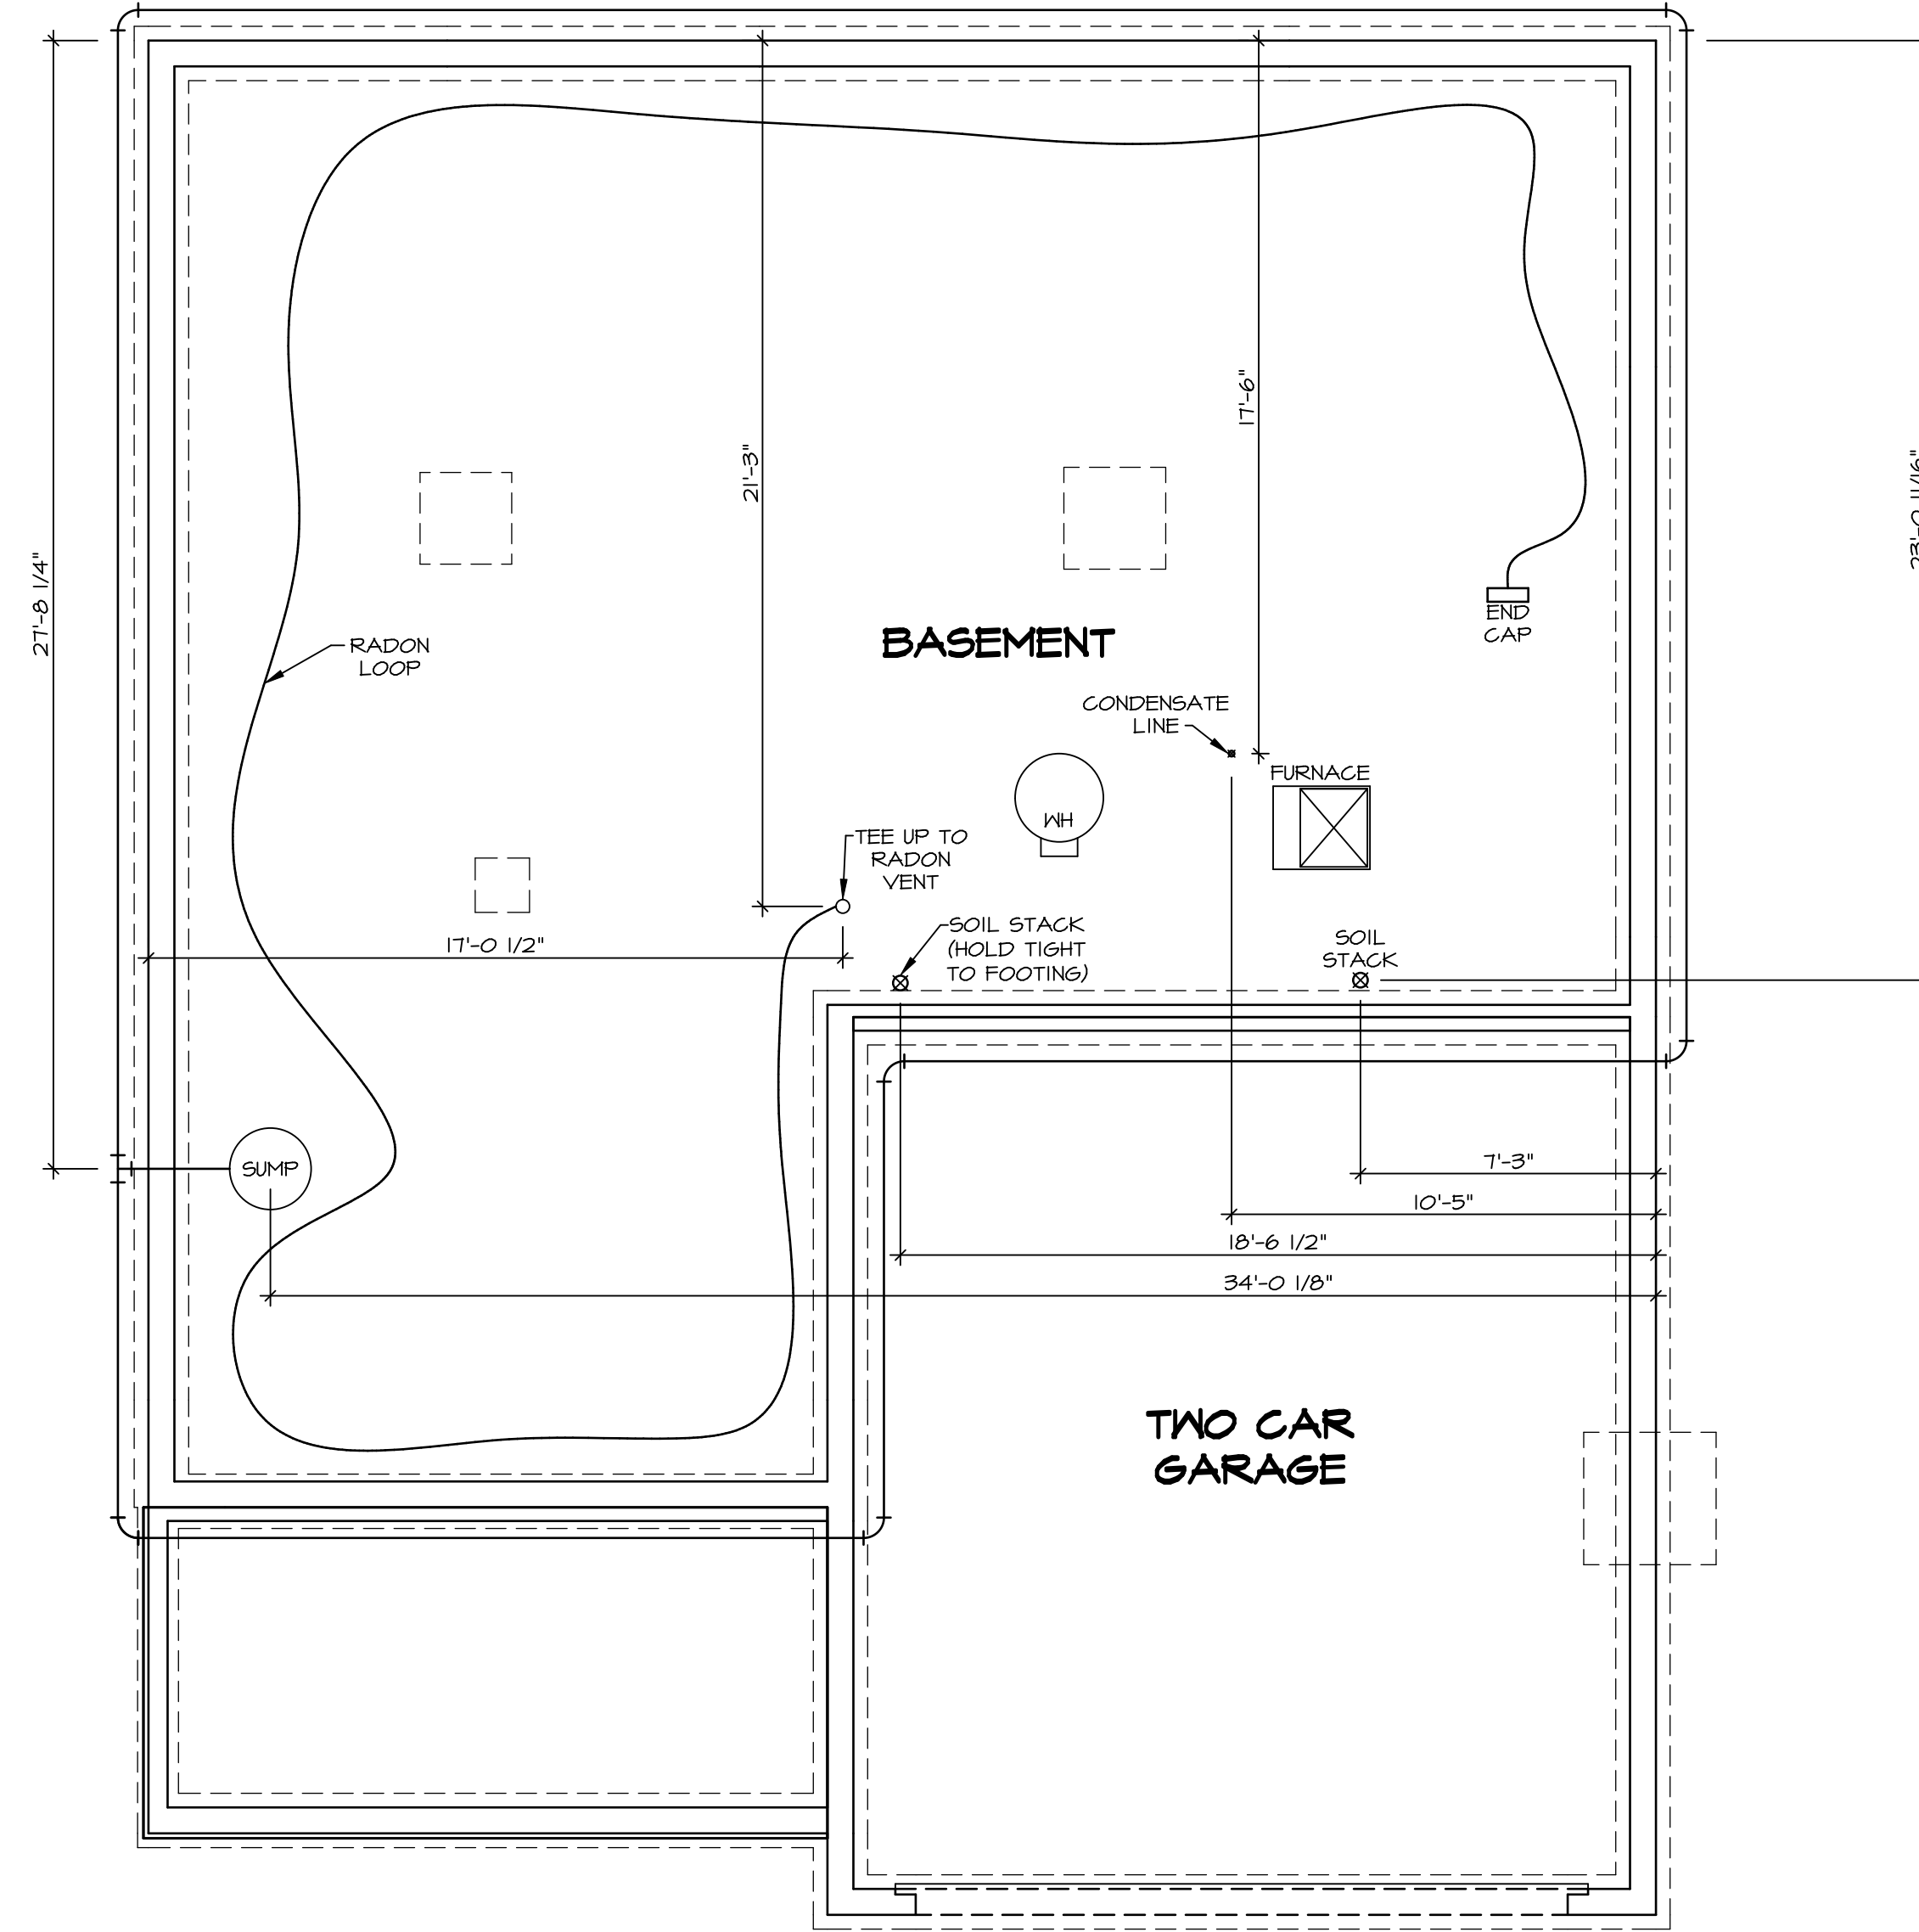 17'-6"
23'-0 11/16"
21'-3"
27'-8 1/4"
END
CAP
BASEMENT
RADON
LOOP
CONDENSATE
LINE
FURNACE
WH
TEE UP TO
RADON
VENT
SOIL STACK
(HOLD TIGHT
TO FOOTING)
SOIL
STACK
17'-0 1/2"
SUMP
7'-3"
10'-5"
18'-6 1/2"
34'-0 1/8"
TWO CAR
GARAGE